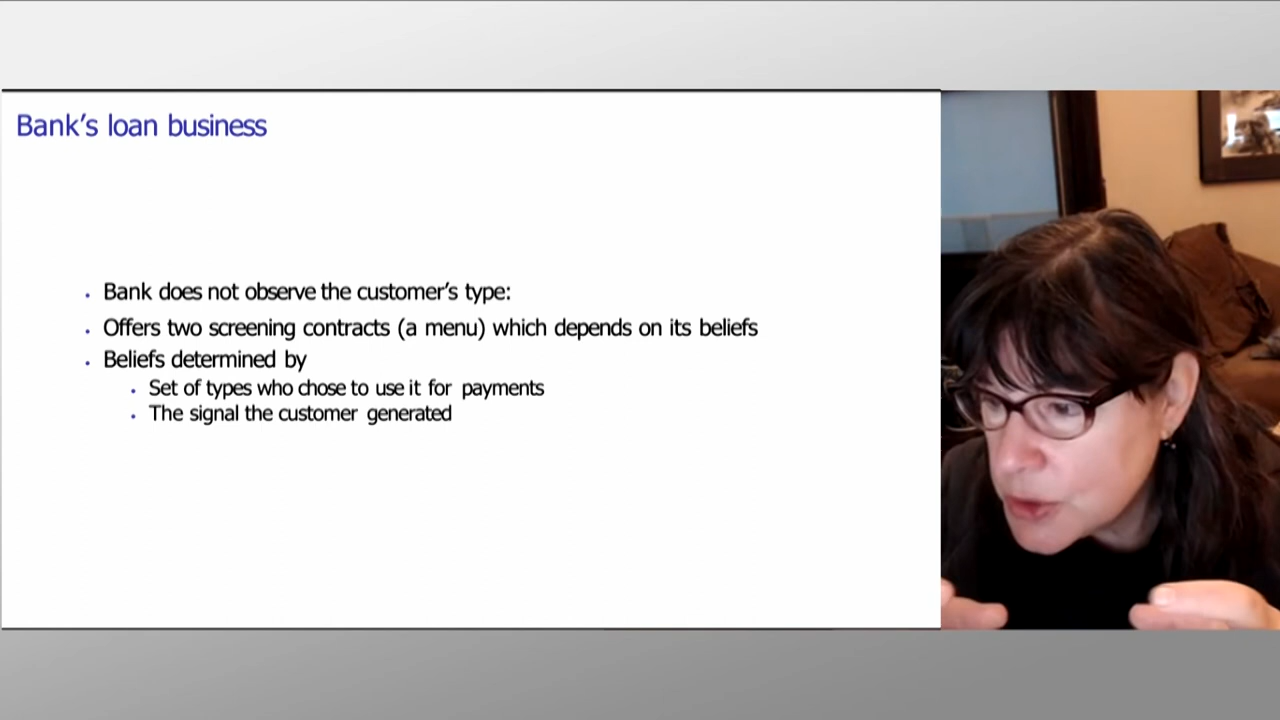 Bank's loan business
• Bank does not observe the customer's type:
• Offers two screening contracts (a menu) which depends on its beliefs
• Beliefs determined by
• Set of types who chose to use it for payments
• The signal the customer generated